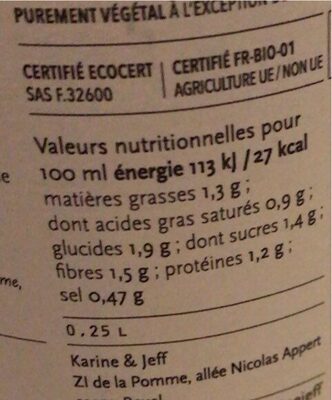 PUREMENT VÉGÉTAL À L'EXCEPTION
CERTIFIÉ ECOCERT
SAS F.32600
CERTIFIÉ FR-BIO-01
AGRICULTURE UE / NON UE
Valeurs nutritionnelles pour
100 ml énergie 113 kJ / 27 kcal
matières grasses 1,3 g ;
dont acides gras saturés 0,9 g ;
glucides 1,9 g ; dont sucres 1,4 g ;
fibres 1,5 g ; protéines 1,2 g ;
sel 0,47 g
0,25 L
Karine & Jeff
ZI de la Pomme, allée Nicolas Appert